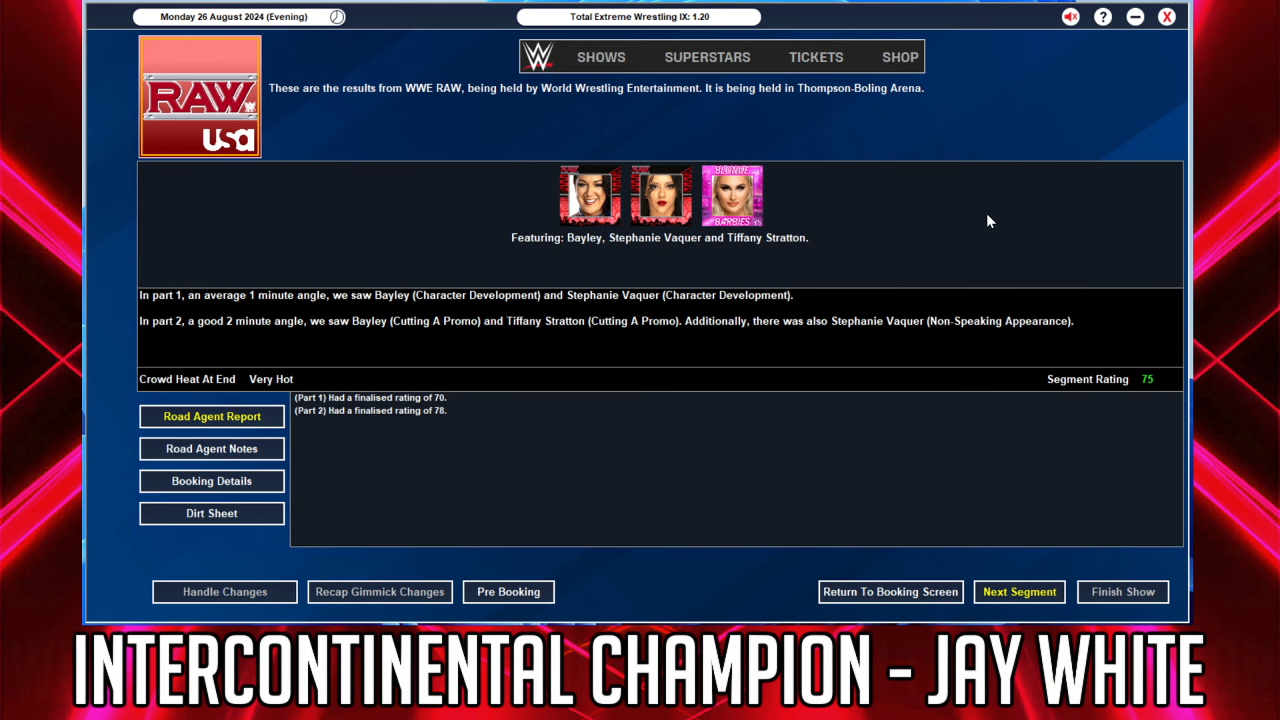 Monday 26 August 2024 (Evening)
Total Extreme Wrestling IX: 1.20
? X
RAW
USA
W SHOWS SUPERSTARS TICKETS SHOP
These are the results from WWE RAW, being held by World Wrestling Entertainment. It is being held in Thompson-Boling Arena.
BLONDE
BARBIES
Featuring: Bayley, Stephanie Vaquer and Tiffany Stratton.
In part 1, an average 1 minute angle, we saw Bayley (Character Development) and Stephanie Vaquer (Character Development).
In part 2, a good 2 minute angle, we saw Bayley (Cutting A Promo) and Tiffany Stratton (Cutting A Promo). Additionally, there was also Stephanie Vaquer (Non-Speaking Appearance).
Crowd Heat At End Very Hot
Segment Rating 75
Road Agent Report
(Part 1) Had a finalised rating of 70.
(Part 2) Had a finalised rating of 78.
Road Agent Notes
Booking Details
Dirt Sheet
Handle Changes
Recap Gimmick Changes
Pre Booking
Return To Booking Screen
Next Segment
Finish Show
INTERCONTINENTAL CHAMPION - JAY WHITE